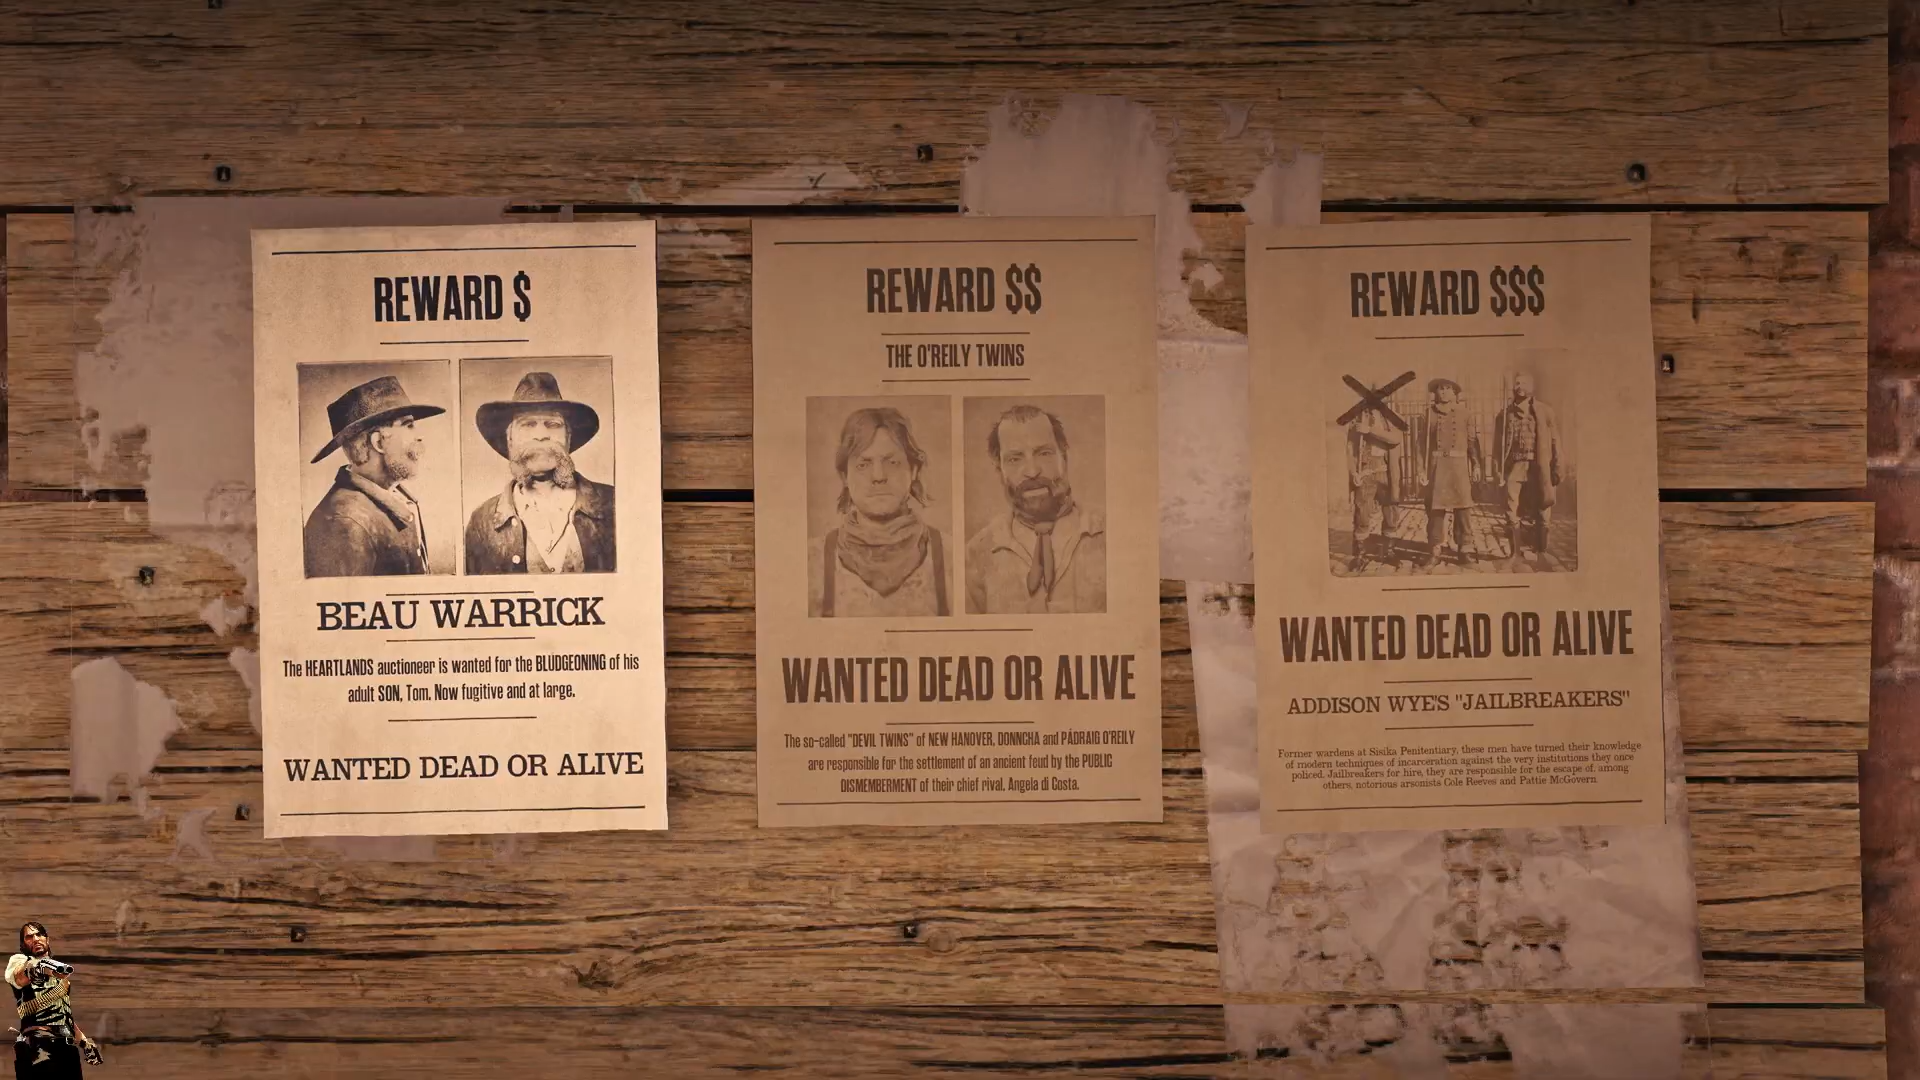 REWARD $
BEAU WARRICK
The HEARTLANDS auctioneer is wanted for the BLUDGEONING of his
adult SON, Tom. Now fugitive and at large.
WANTED DEAD OR ALIVE
REWARD $$
THE O'REILY TWINS
WANTED DEAD OR ALIVE
The so-called "DEVIL TWINS" of NEW HANOVER, DONNCHA and PÁDRAIG O'REILY
are responsible for the settlement of an ancient feud by the PUBLIC
DISMEMBERMENT of their chief rival, Angela di Costa.
REWARD $$$
WANTED DEAD OR ALIVE
ADDISON WYE'S "JAILBREAKERS"
Former wardens at Sisika Penitentiary, these men have turned their knowledge
of modern techniques of incarceration against the very institutions they once
policed. Jailbreakers for hire, they are responsible for the escape of, among
others, notorious arsonists Cole Reeves and Pattie McGovern.